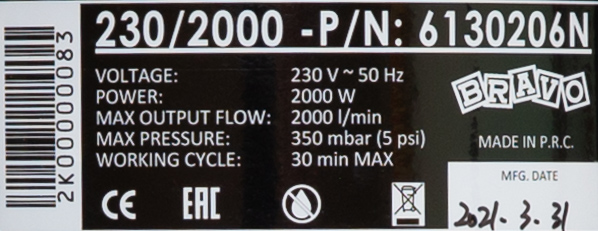 230/2000 -P/N: 6130206N
2K00000083
VOLTAGE: 230 V ~ 50 Hz
POWER: 2000 W
MAX OUTPUT FLOW: 2000 l/min
MAX PRESSURE: 350 mbar (5 psi)
WORKING CYCLE: 30 min MAX
BRAVO
MADE IN P.R.C.
CE EAC
MFG. DATE
2021.3.31